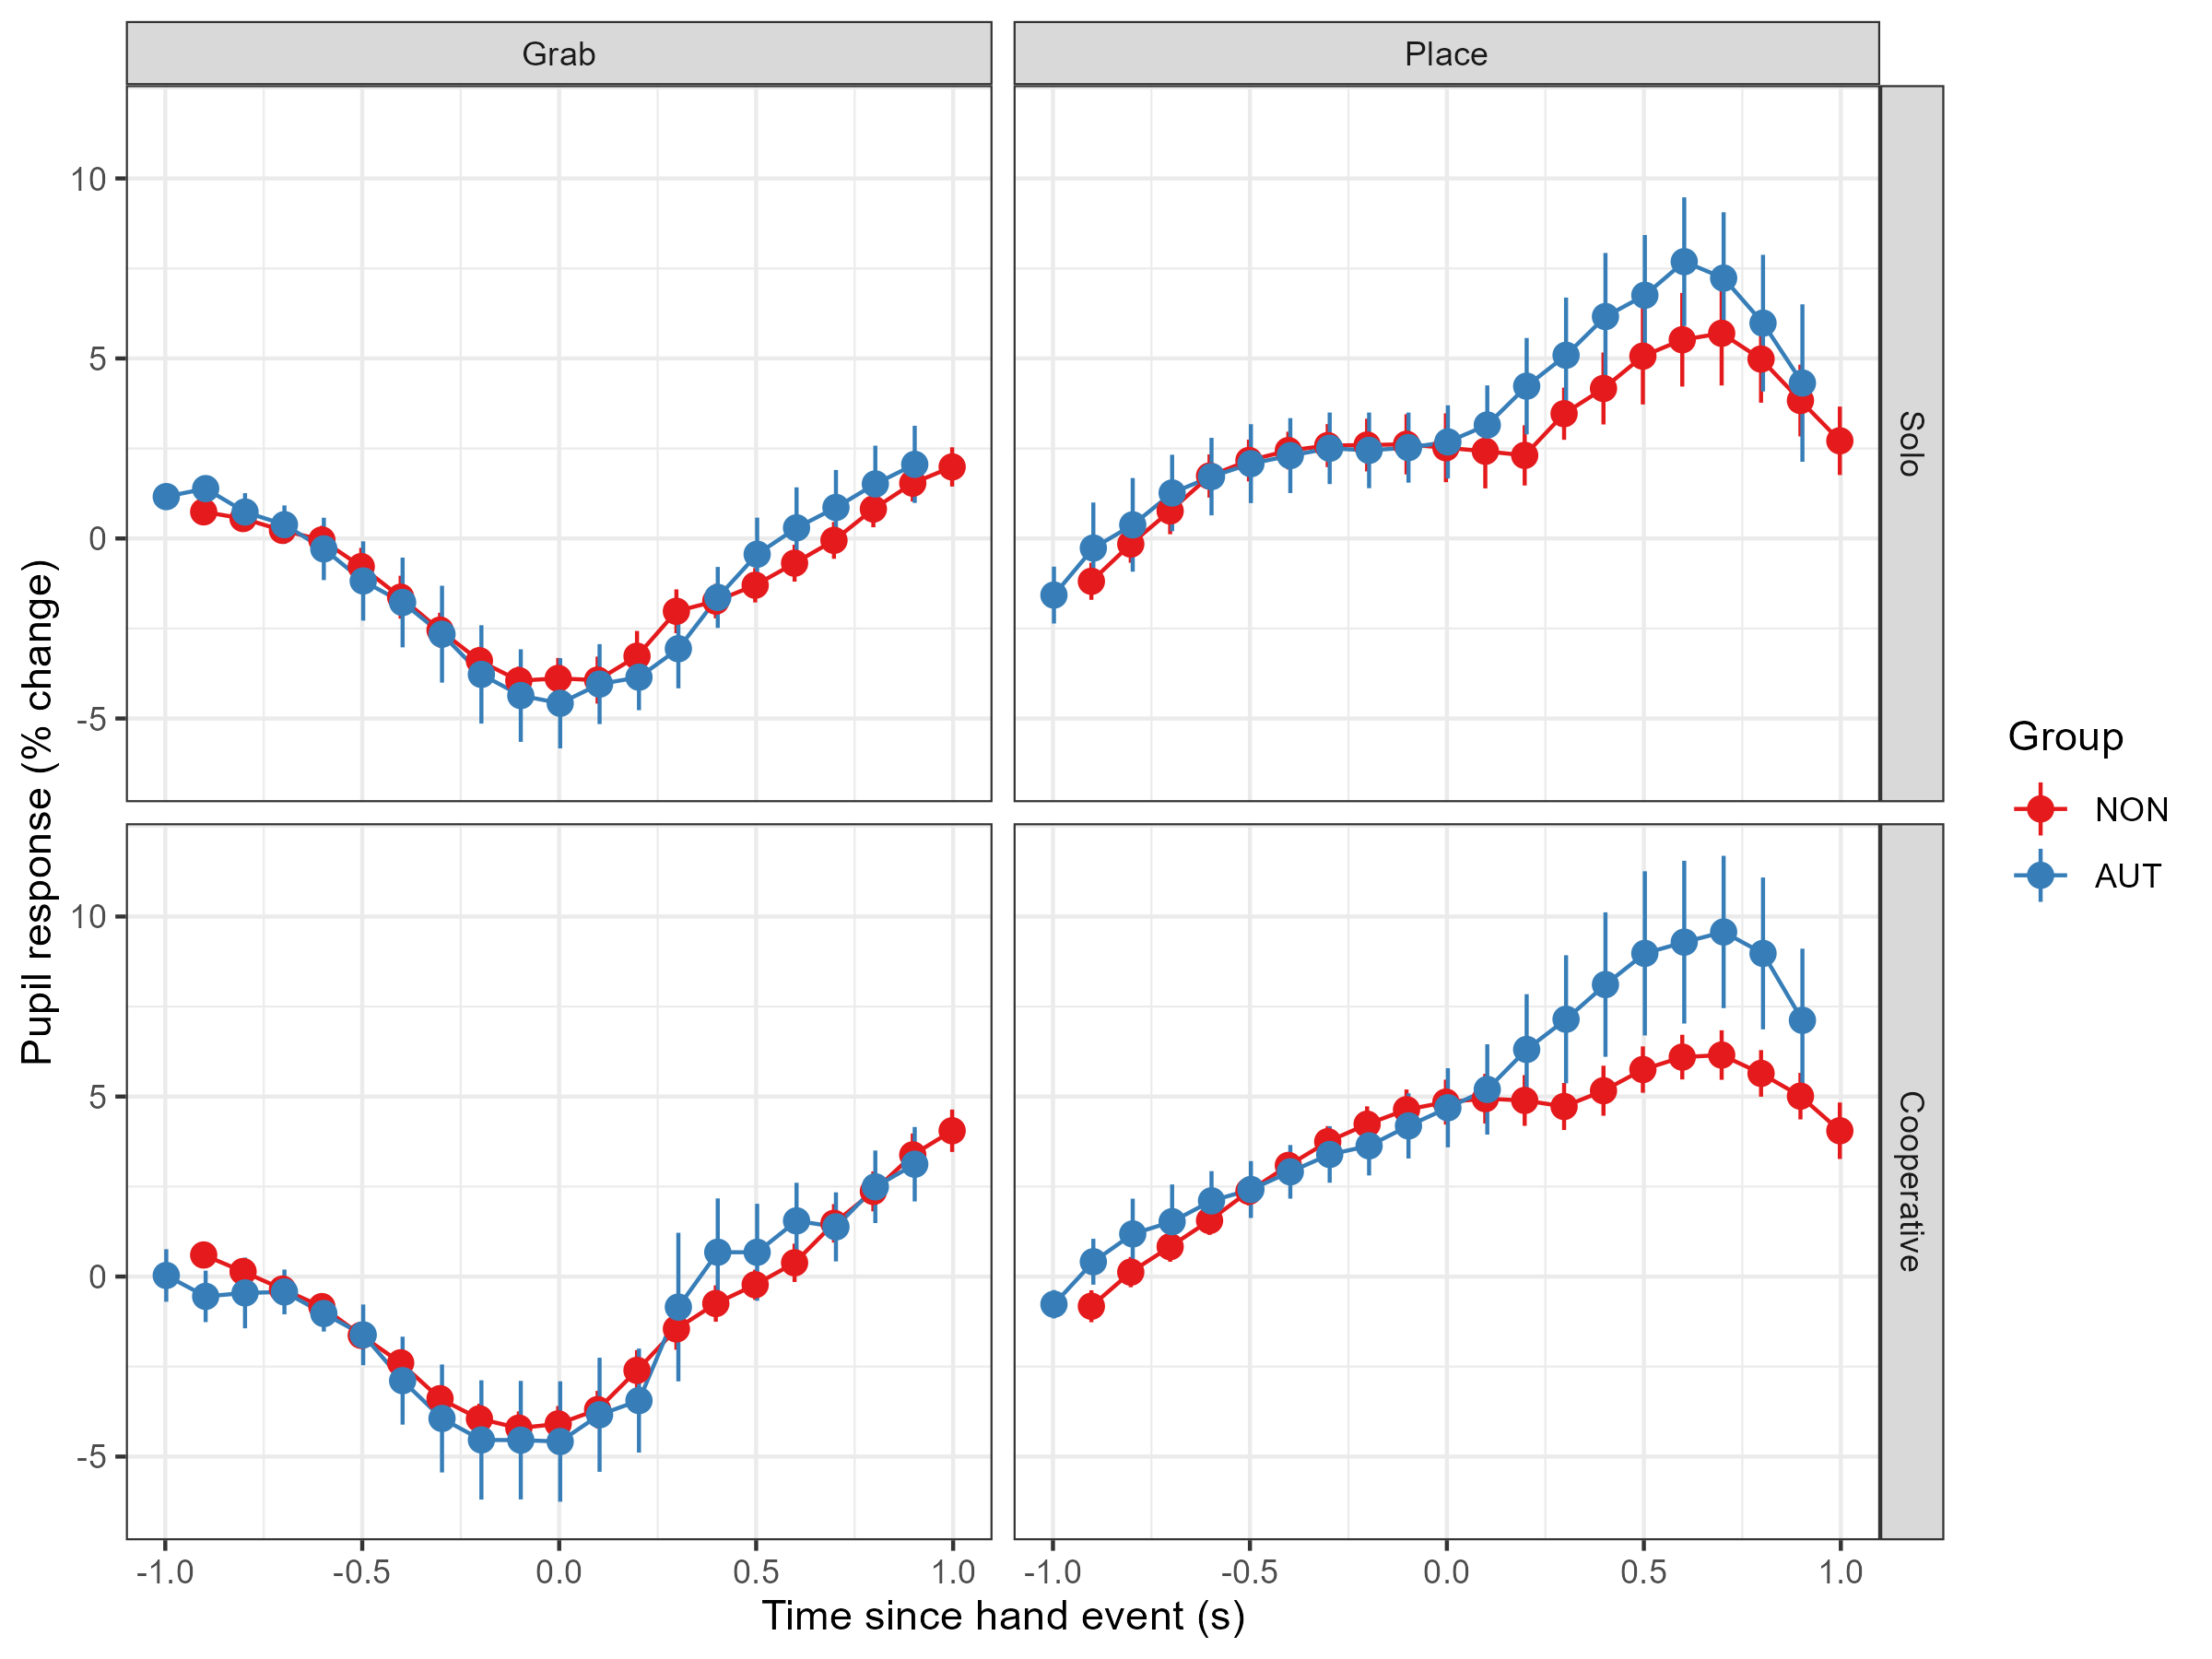 Grab
Place
10
5
0
-5
Solo
10
5
0
-5
Cooperative
-1.0 -0.5 0.0 0.5 1.0
-1.0 -0.5 0.0 0.5 1.0
Time since hand event (s)
Pupil response (% change)
Group
NON
AUT